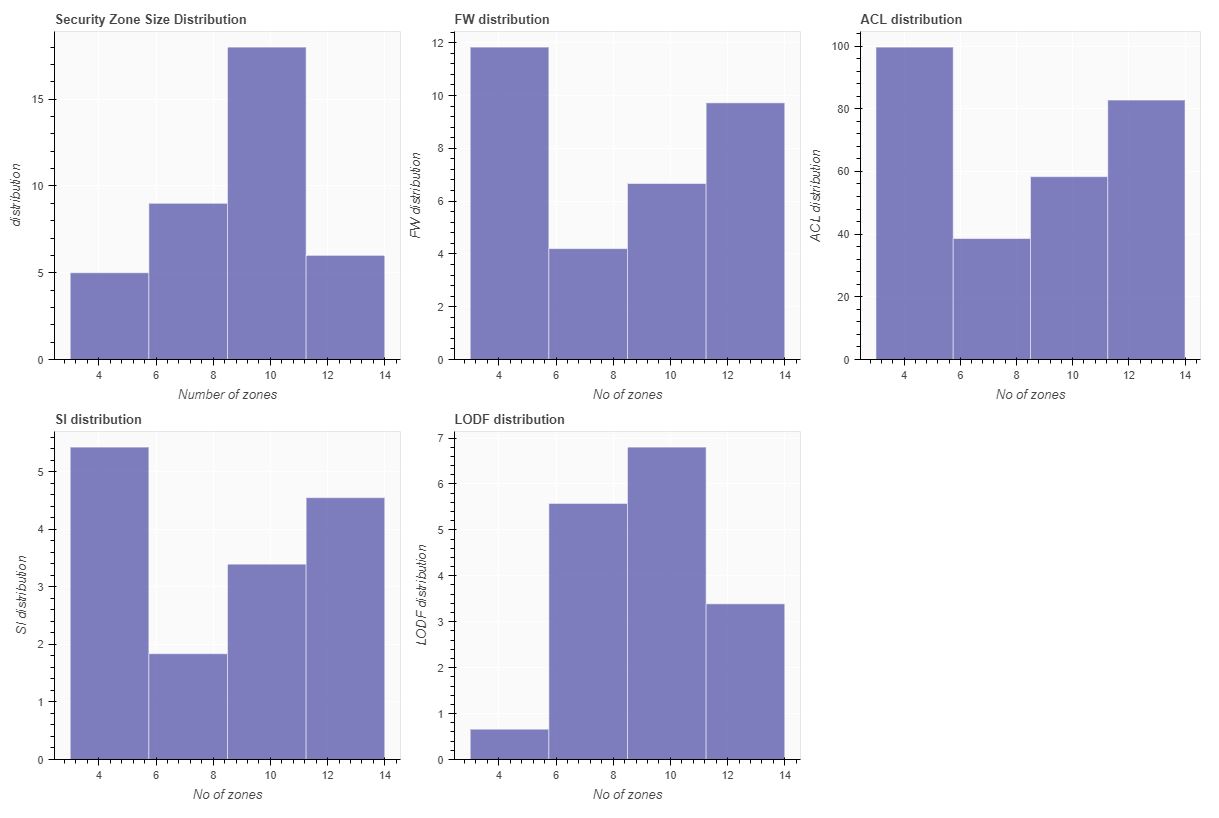 Security Zone Size Distribution
distribution
15
10
5
0
4 6 8 10 12 14
Number of zones
FW distribution
FW distribution
12
10
8
6
4
2
0
4 6 8 10 12 14
No of zones
ACL distribution
ACL distribution
100
80
60
40
20
0
4 6 8 10 12 14
No of zones
SI distribution
SI distribution
5
4
3
2
1
0
4 6 8 10 12 14
No of zones
LODF distribution
LODF distribution
7
6
5
4
3
2
1
0
4 6 8 10 12 14
No of zones